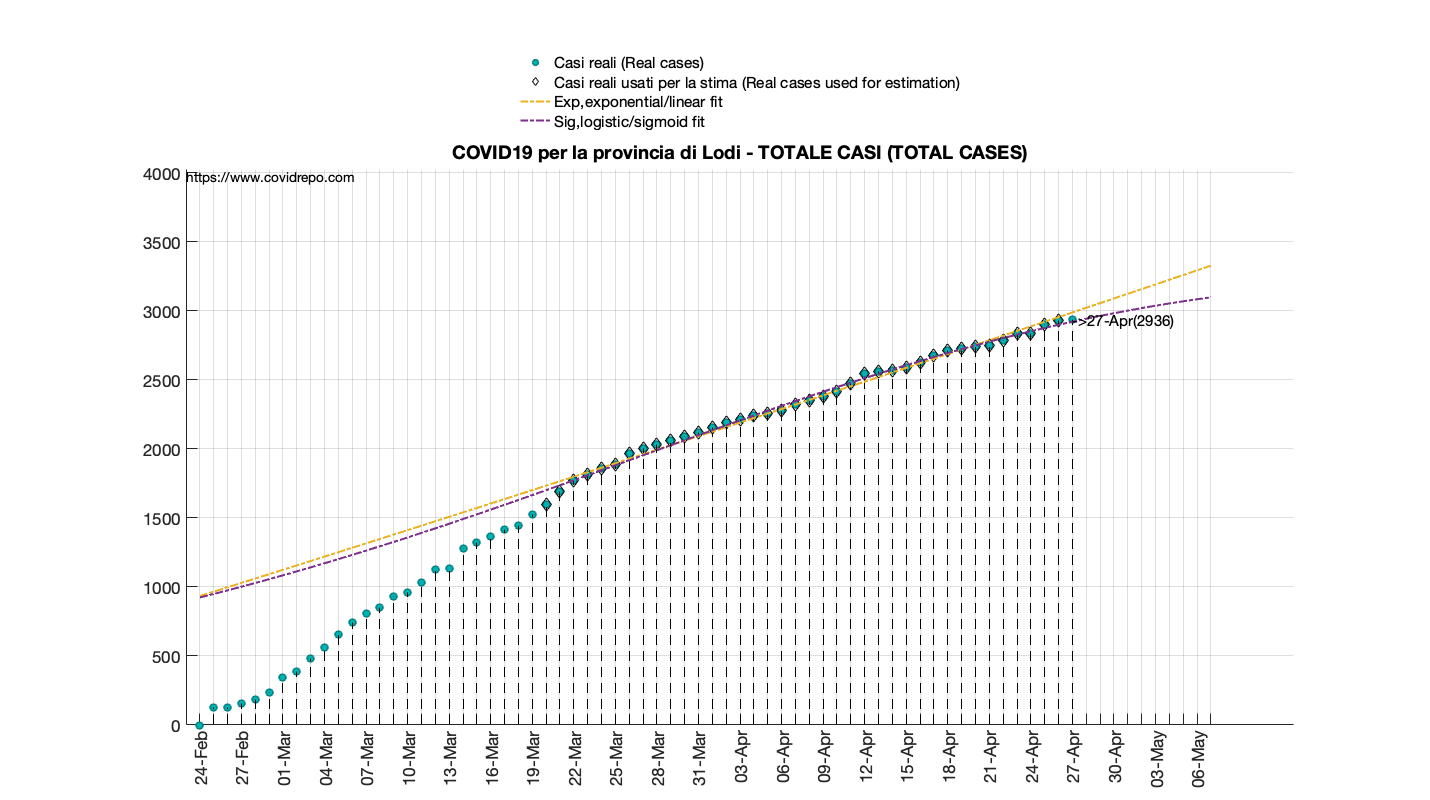 Casi reali (Real cases)
Casi reali usati per la stima (Real cases used for estimation)
Exp,exponential/linear fit
Sig,logistic/sigmoid fit
COVID19 per la provincia di Lodi - TOTALE CASI (TOTAL CASES)
https://www.covidrepo.com
4000
3500
3000
2500
2000
1500
1000
500
0
>27-Apr(2936)
24-Feb
27-Feb
01-Mar
04-Mar
07-Mar
10-Mar
13-Mar
16-Mar
19-Mar
22-Mar
25-Mar
28-Mar
31-Mar
03-Apr
06-Apr
09-Apr
12-Apr
15-Apr
18-Apr
21-Apr
24-Apr
27-Apr
30-Apr
03-May
06-May